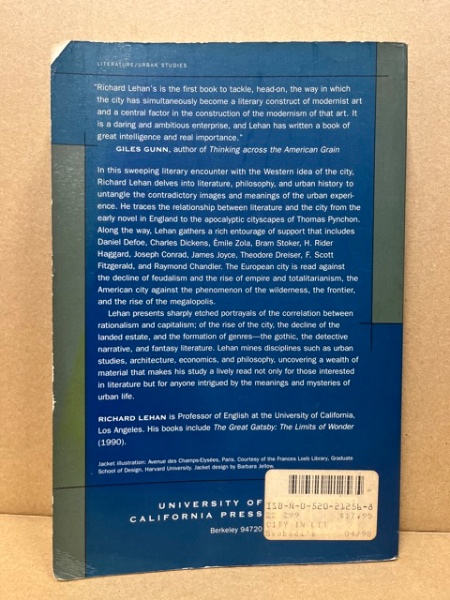 LITERATURE/URBAN STUDIES
"Richard Lehan's is the first book to tackle, head-on, the way in which
the city has simultaneously become a literary construct of modernist art
and a central factor in the construction of the modernism of that art. It
is a daring and ambitious enterprise, and Lehan has written a book of
great intelligence and real importance."
GILES GUNN, author of Thinking across the American Grain
In this sweeping literary encounter with the Western idea of the city,
Richard Lehan delves into literature, philosophy, and urban history to
untangle the contradictory images and meanings of the urban experi-
ence. He traces the relationship between literature and the city from the
early novel in England to the apocalyptic cityscapes of Thomas Pynchon.
Along the way, Lehan gathers a rich entourage of support that includes
Daniel Defoe, Charles Dickens, Émile Zola, Bram Stoker, H. Rider
Haggard, Joseph Conrad, James Joyce, Theodore Dreiser, F. Scott
Fitzgerald, and Raymond Chandler. The European city is read against
the decline of feudalism and the rise of empire and totalitarianism, the
American city against the phenomenon of the wilderness, the frontier,
and the rise of the megalopolis.
Lehan presents sharply etched portrayals of the correlation between
rationalism and capitalism; of the rise of the city, the decline of the
landed estate, and the formation of genres—the gothic, the detective
narrative, and fantasy literature. Lehan mines disciplines such as urban
studies, architecture, economics, and philosophy, uncovering a wealth of
material that makes his study a lively read not only for those interested
in literature but for anyone intrigued by the meanings and mysteries of
urban life.
RICHARD LEHAN is Professor of English at the University of California,
Los Angeles. His books include The Great Gatsby: The Limits of Wonder
(1990).
Jacket illustration: Avenue des Champs-Elysées, Paris. Courtesy of the Frances Loeb Library, Graduate
School of Design, Harvard University. Jacket design by Barbara Jellow.
UNIVERSITY OF
CALIFORNIA PRESS
Berkeley 94720
ISB-N-0-520-21256-8
299 $17.95
CITY IN LIT
04/98